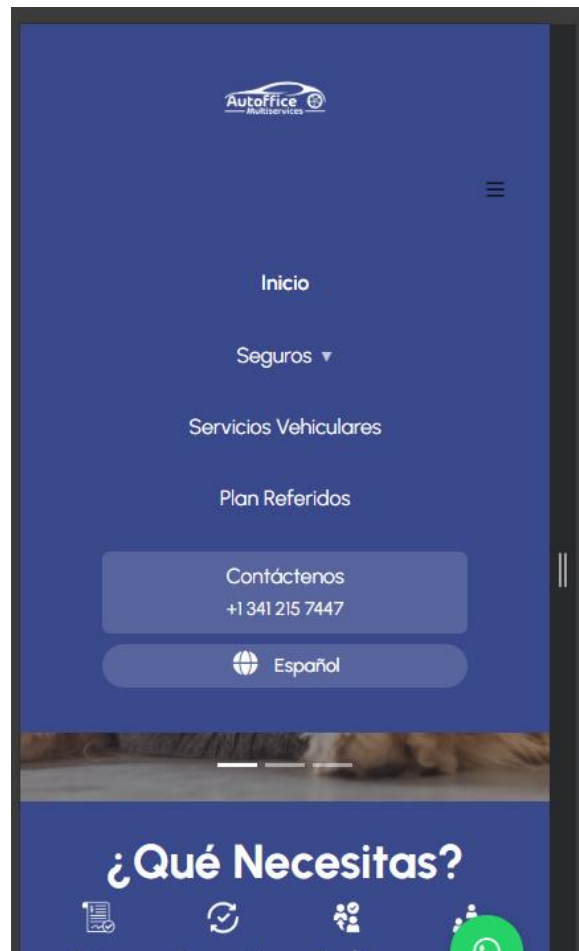 Autoffice
Multiservices
Inicio
Seguros ▼
Servicios Vehiculares
Plan Referidos
Contáctenos
+1 341 215 7447
Español
¿Qué Necesitas?